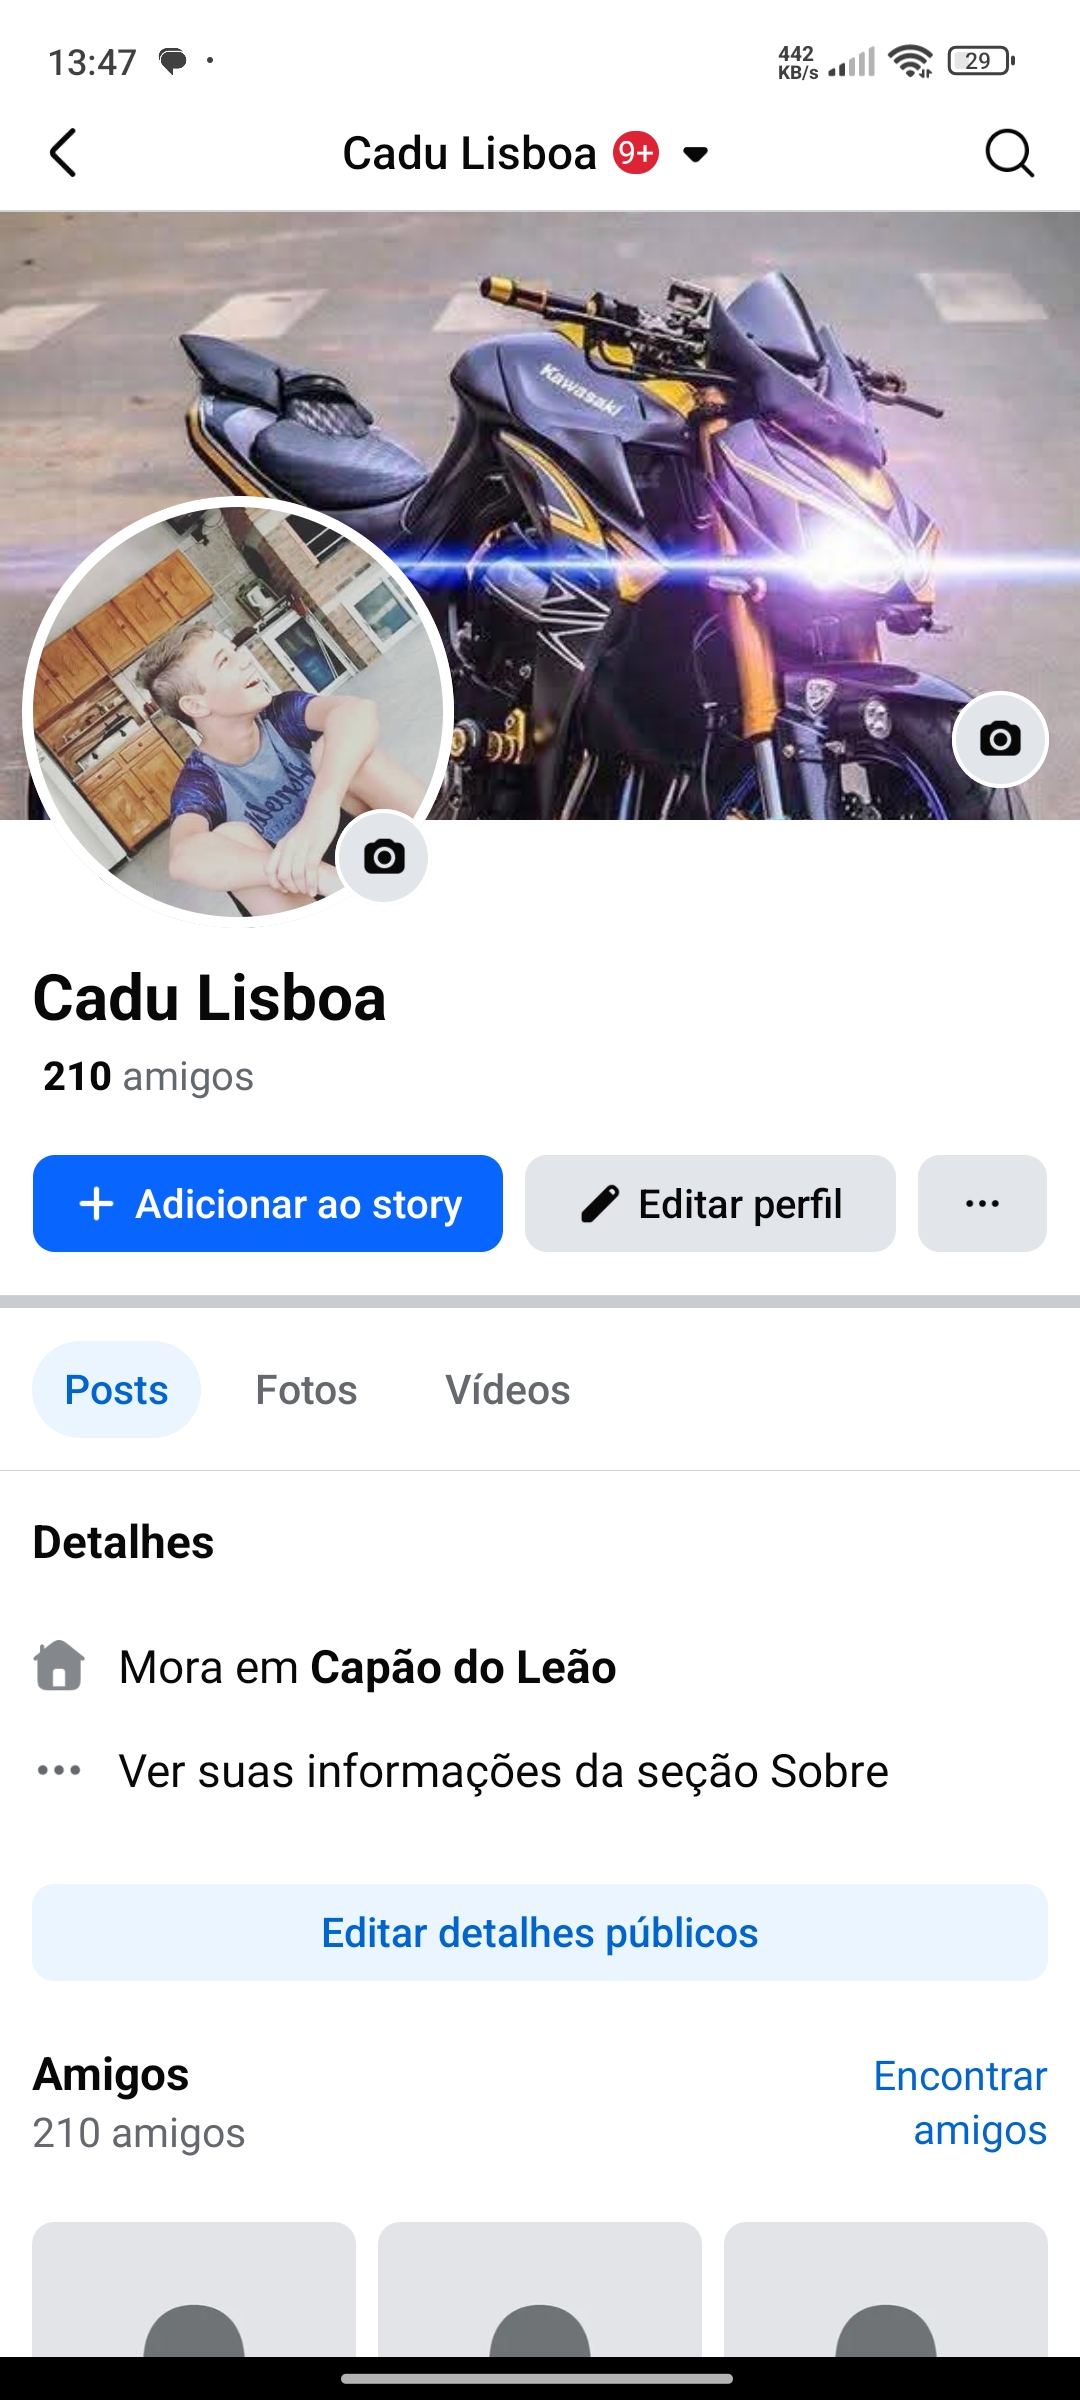 13:47
442
KB/s
29
Cadu Lisboa 9+
Kawasaki
Cadu Lisboa
210 amigos
+ Adicionar ao story
Editar perfil
Posts
Fotos
Vídeos
Detalhes
Mora em Capão do Leão
Ver suas informações da seção Sobre
Editar detalhes públicos
Amigos
Encontrar
amigos
210 amigos